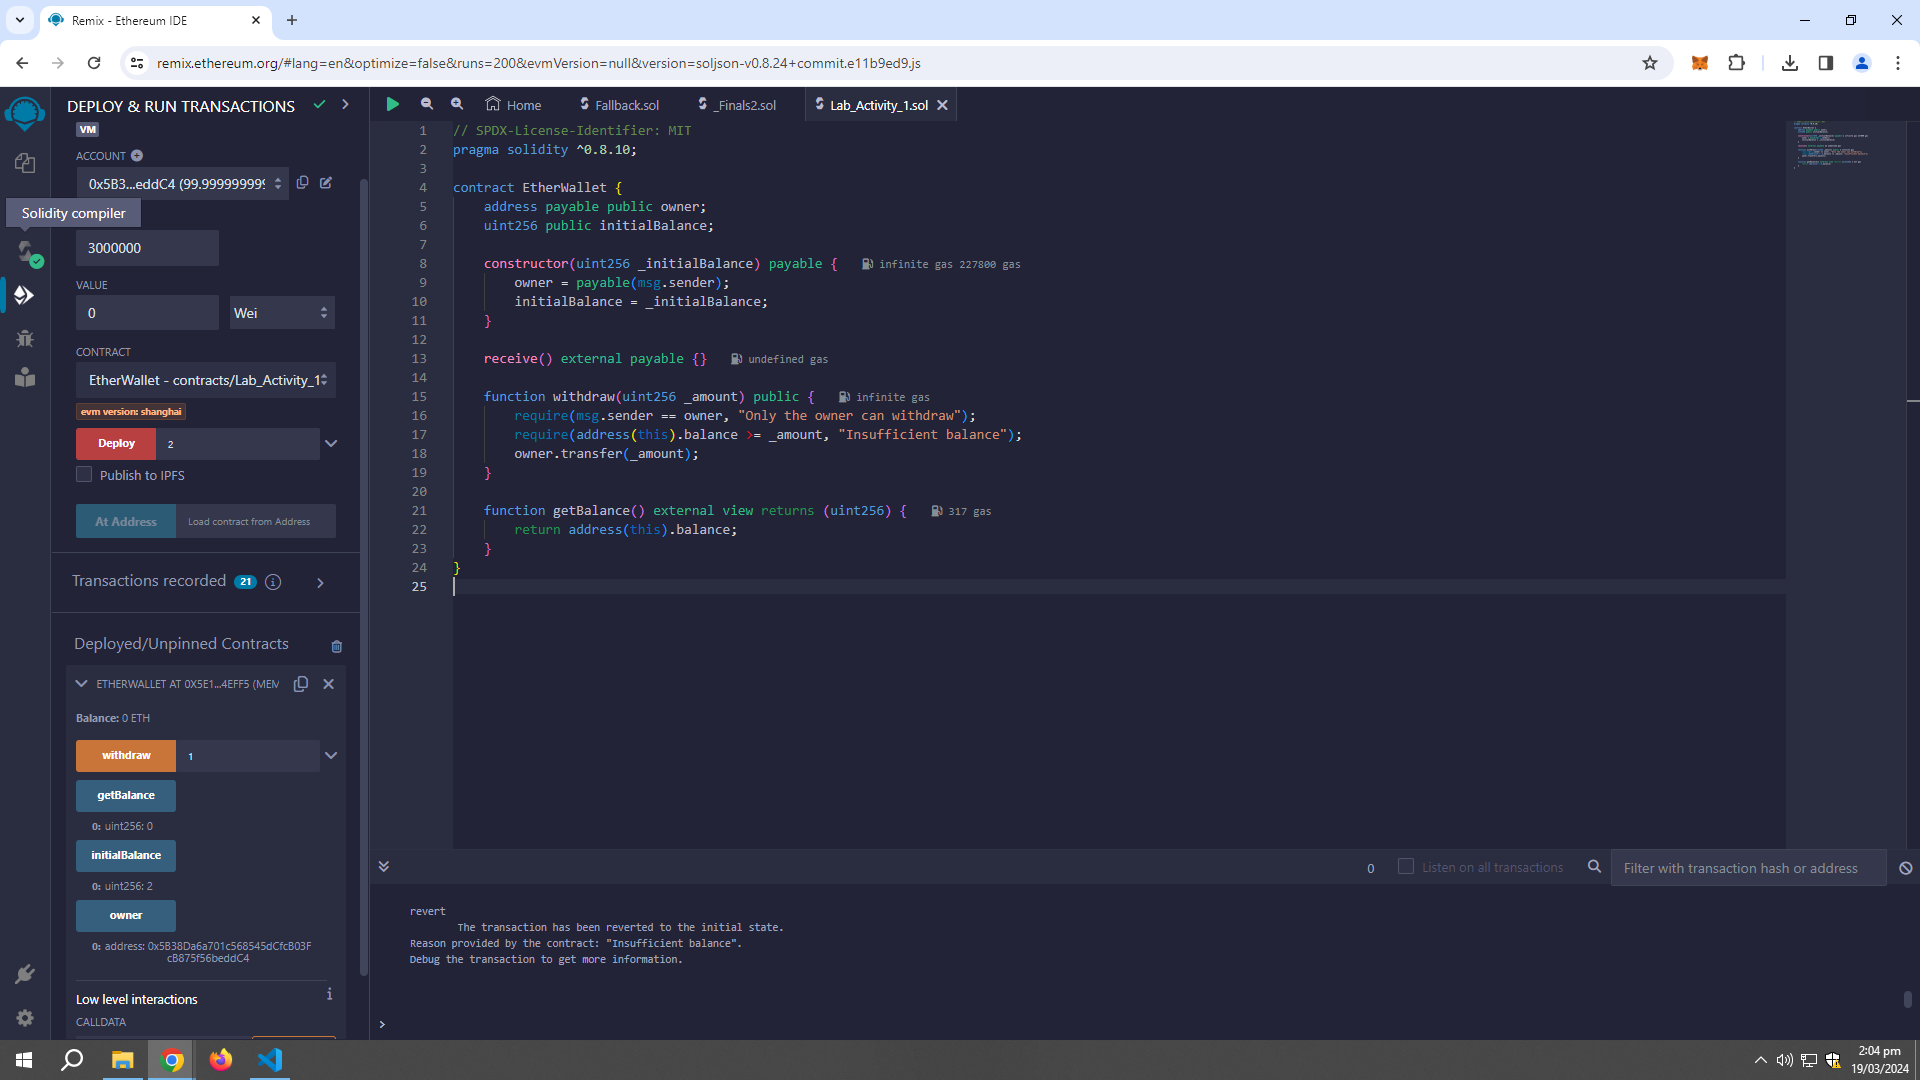 Remix - Ethereum IDE
remix.ethereum.org/#lang=en&optimize=false&runs=200&evmVersion=null&version=soljson-v0.8.24+commit.e11b9ed9.js
DEPLOY & RUN TRANSACTIONS
VM
ACCOUNT
0x5B3...eddC4 (99.9999999999
Solidity compiler
3000000
VALUE
0
Wei
CONTRACT
EtherWallet - contracts/Lab_Activity_1
evm version: shanghai
Deploy
2
Publish to IPFS
At Address
Load contract from Address
Transactions recorded 21
Deployed/Unpinned Contracts
ETHERWALLET AT 0X5E1...4EFF5 (MEM
Balance: 0 ETH
withdraw
1
getBalance
0: uint256: 0
initialBalance
0: uint256: 2
owner
0: address: 0x5B38Da6a701c568545dCfcB03F
cB875f56beddC4
Low level interactions
CALLDATA
Home
Fallback.sol
_Finals2.sol
Lab_Activity_1.sol
1 // SPDX-License-Identifier: MIT
2 pragma solidity ^0.8.10;
3
4 contract EtherWallet {
5 address payable public owner;
6 uint256 public initialBalance;
7
8 constructor(uint256 _initialBalance) payable { infinite gas 227800 gas
9 owner = payable(msg.sender);
10 initialBalance = _initialBalance;
11 }
12
13 receive() external payable {} undefined gas
14
15 function withdraw(uint256 _amount) public { infinite gas
16 require(msg.sender == owner, "Only the owner can withdraw");
17 require(address(this).balance >= _amount, "Insufficient balance");
18 owner.transfer(_amount);
19 }
20
21 function getBalance() external view returns (uint256) { 317 gas
22 return address(this).balance;
23 }
24 }
25
0
Listen on all transactions
Filter with transaction hash or address
revert
The transaction has been reverted to the initial state.
Reason provided by the contract: "Insufficient balance".
Debug the transaction to get more information.
>
2:04 pm
19/03/2024